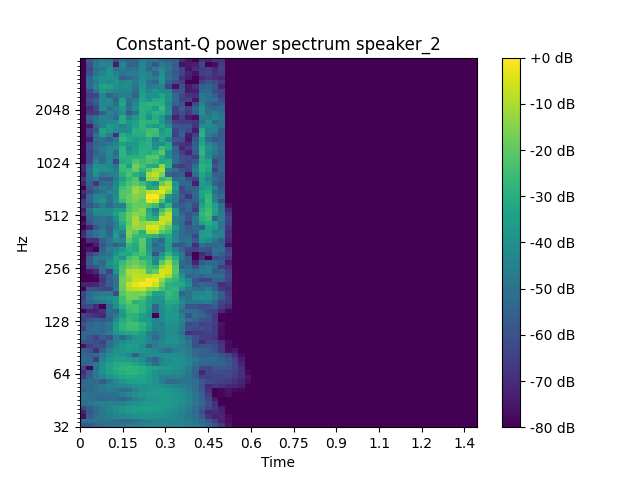 Constant-Q power spectrum speaker_2
Hz
2048
1024
512
256
128
64
32
0 0.15 0.3 0.45 0.6 0.75 0.9 1.1 1.2 1.4
Time
+0 dB
-10 dB
-20 dB
-30 dB
-40 dB
-50 dB
-60 dB
-70 dB
-80 dB